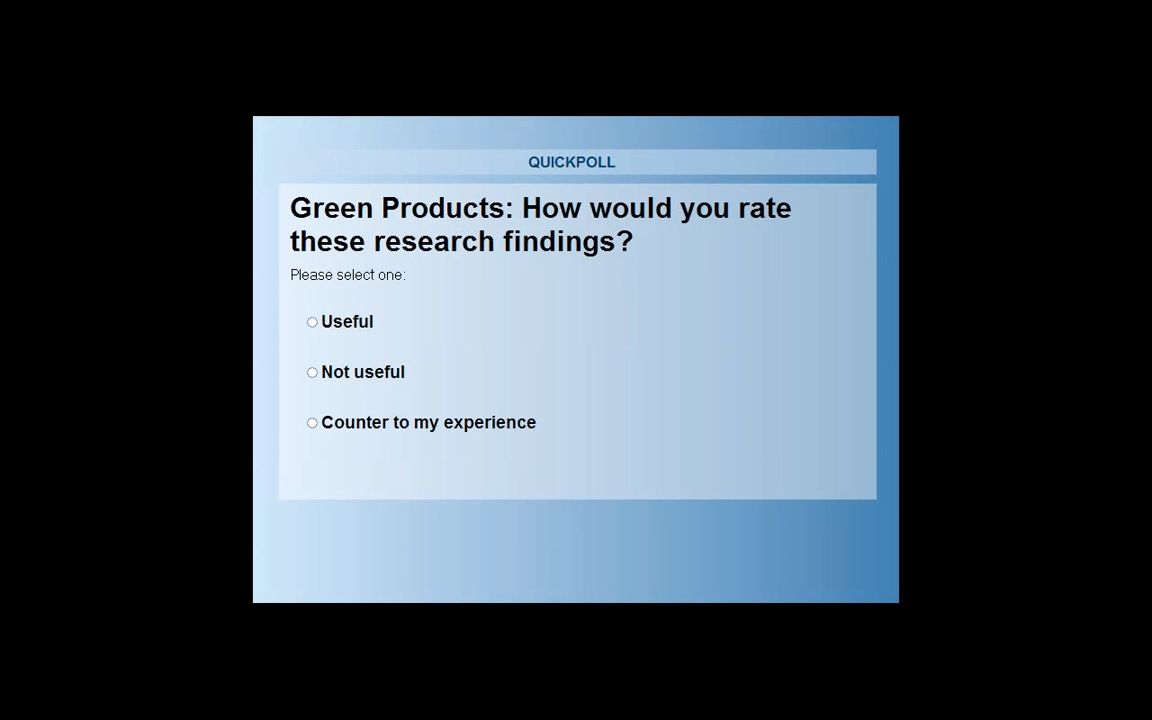 QUICKPOLL
Green Products: How would you rate
these research findings?
Please select one:
Useful
Not useful
Counter to my experience